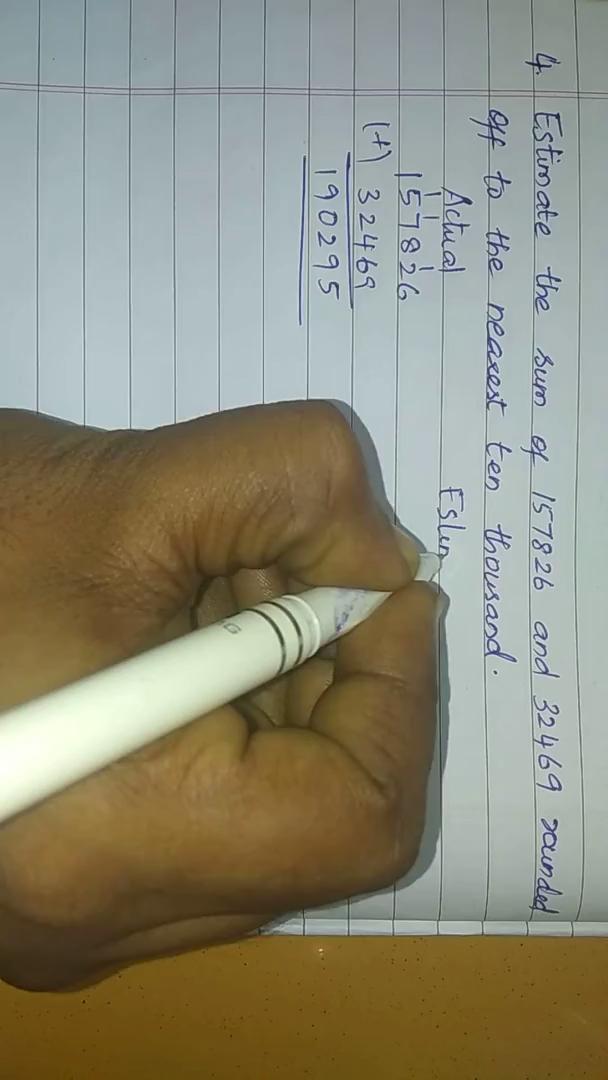 4. Estimate the sum of 157826 and 32469 rounded
off to the nearest ten thousand.
Actual
157826
(+) 32469
190295